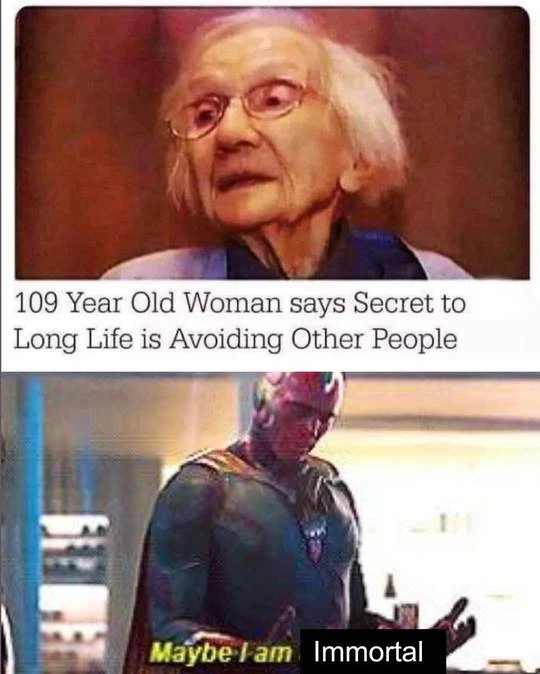 109 Year Old Woman says Secret to
Long Life is Avoiding Other People
Maybe I am Immortal